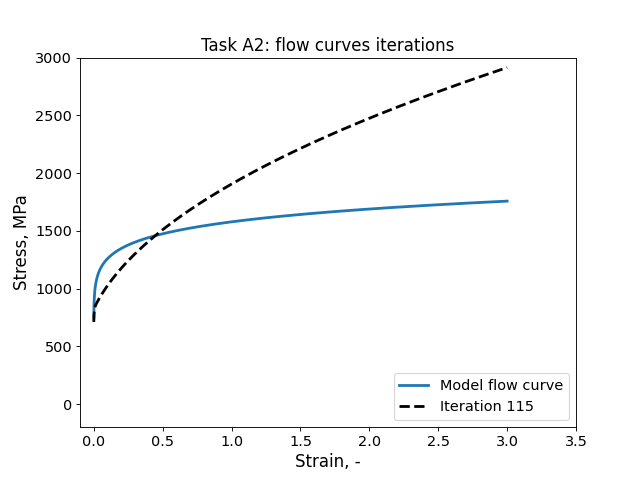 Task A2: flow curves iterations
3000
2500
2000
1500
1000
500
0
Stress, MPa
Model flow curve
Iteration 115
0.0 0.5 1.0 1.5 2.0 2.5 3.0 3.5
Strain, -